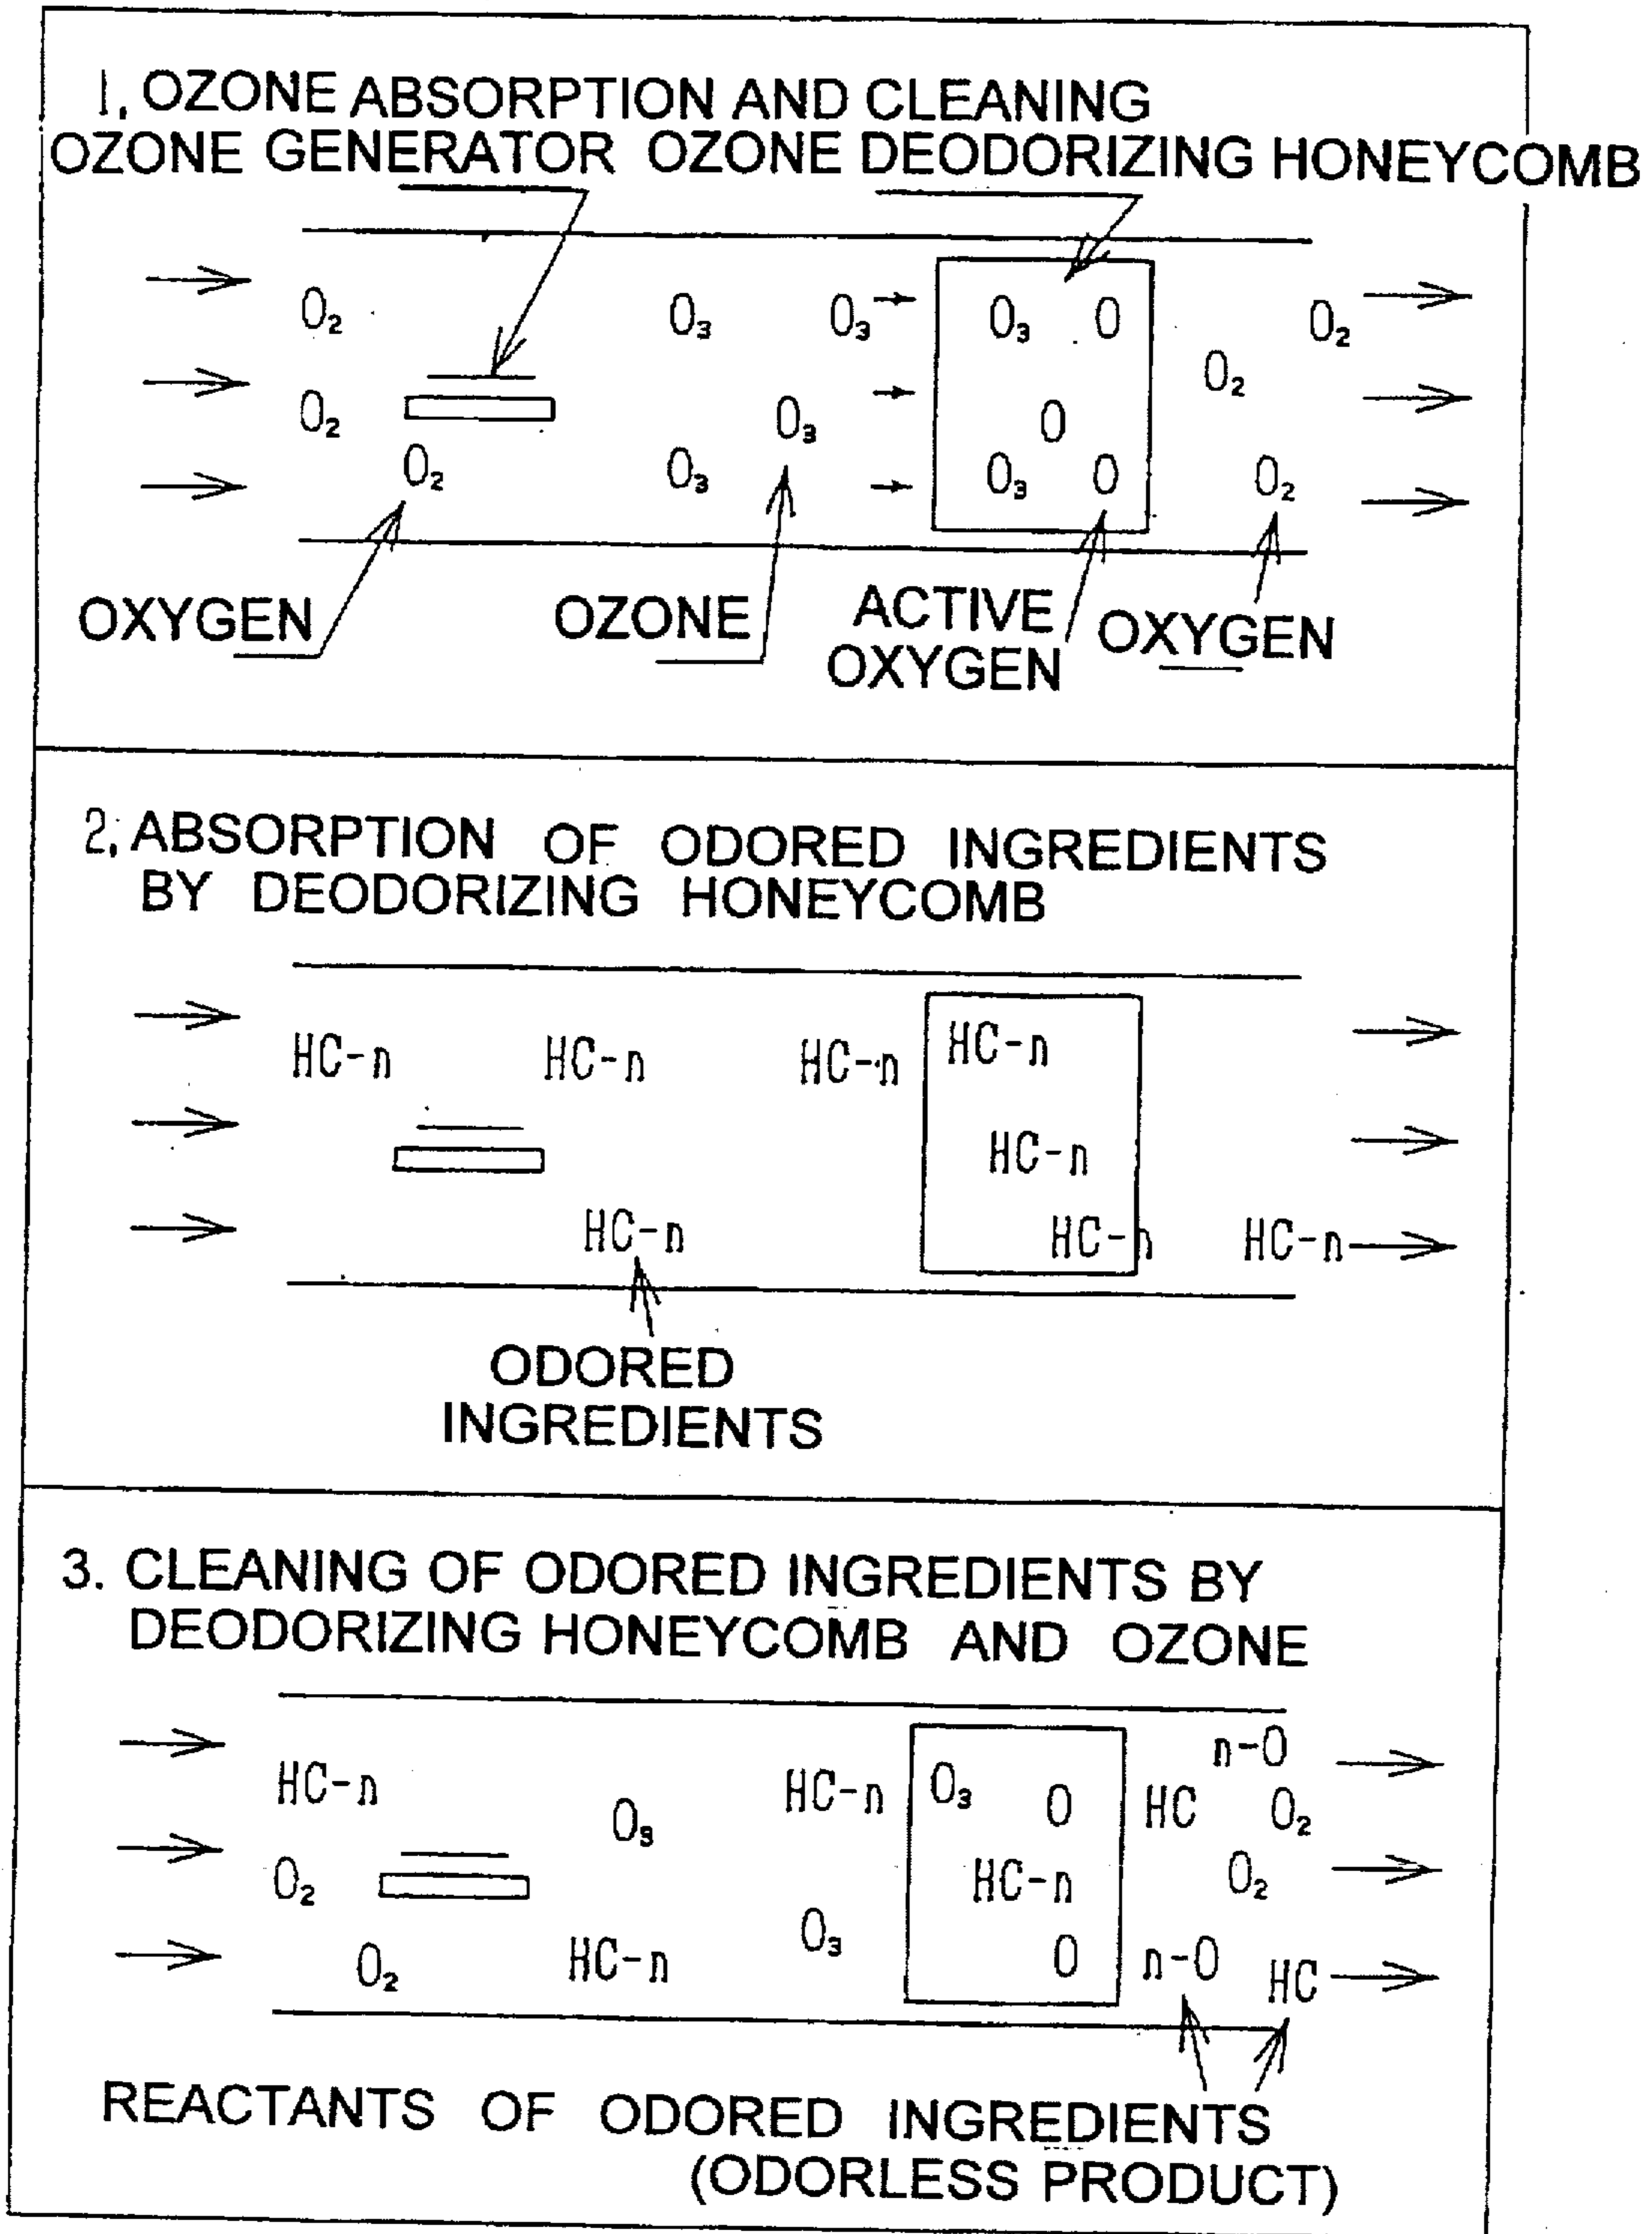 1, OZONE ABSORPTION AND CLEANING
OZONE GENERATOR OZONE DEODORIZING HONEYCOMB
O₂ O₃ O₃ O₃ O O₂
O₂
O₂ O₃ O
O₂ O₃ O₃ O O₂
OXYGEN OZONE ACTIVE OXYGEN OXYGEN
2, ABSORPTION OF ODORED INGREDIENTS
BY DEODORIZING HONEYCOMB
HC-n HC-n HC-n HC-n
HC-n
HC-n HC-n HC-n
ODORED
INGREDIENTS
3. CLEANING OF ODORED INGREDIENTS BY
DEODORIZING HONEYCOMB AND OZONE
n-O
HC-n HC-n O₃ O HC O₂
O₃
O₂ HC-n O₂
O₂ HC-n O₃ O n-O HC
REACTANTS OF ODORED INGREDIENTS
(ODORLESS PRODUCT)